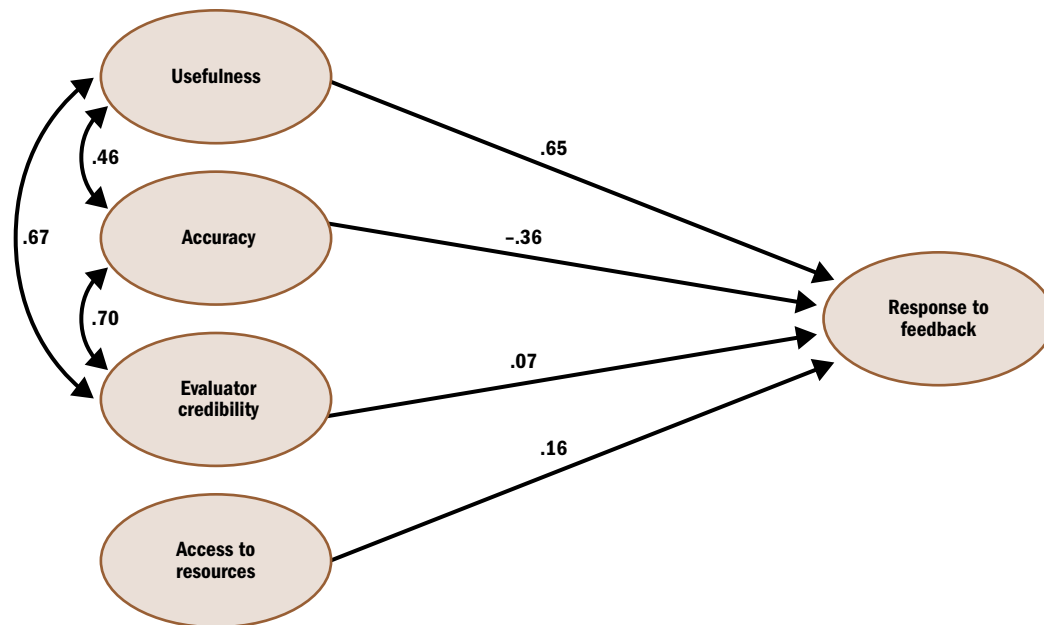 Usefulness
.65
.46
Accuracy
–.36
.67
.70
Response to
feedback
Evaluator
credibility
.07
.16
Access to
resources